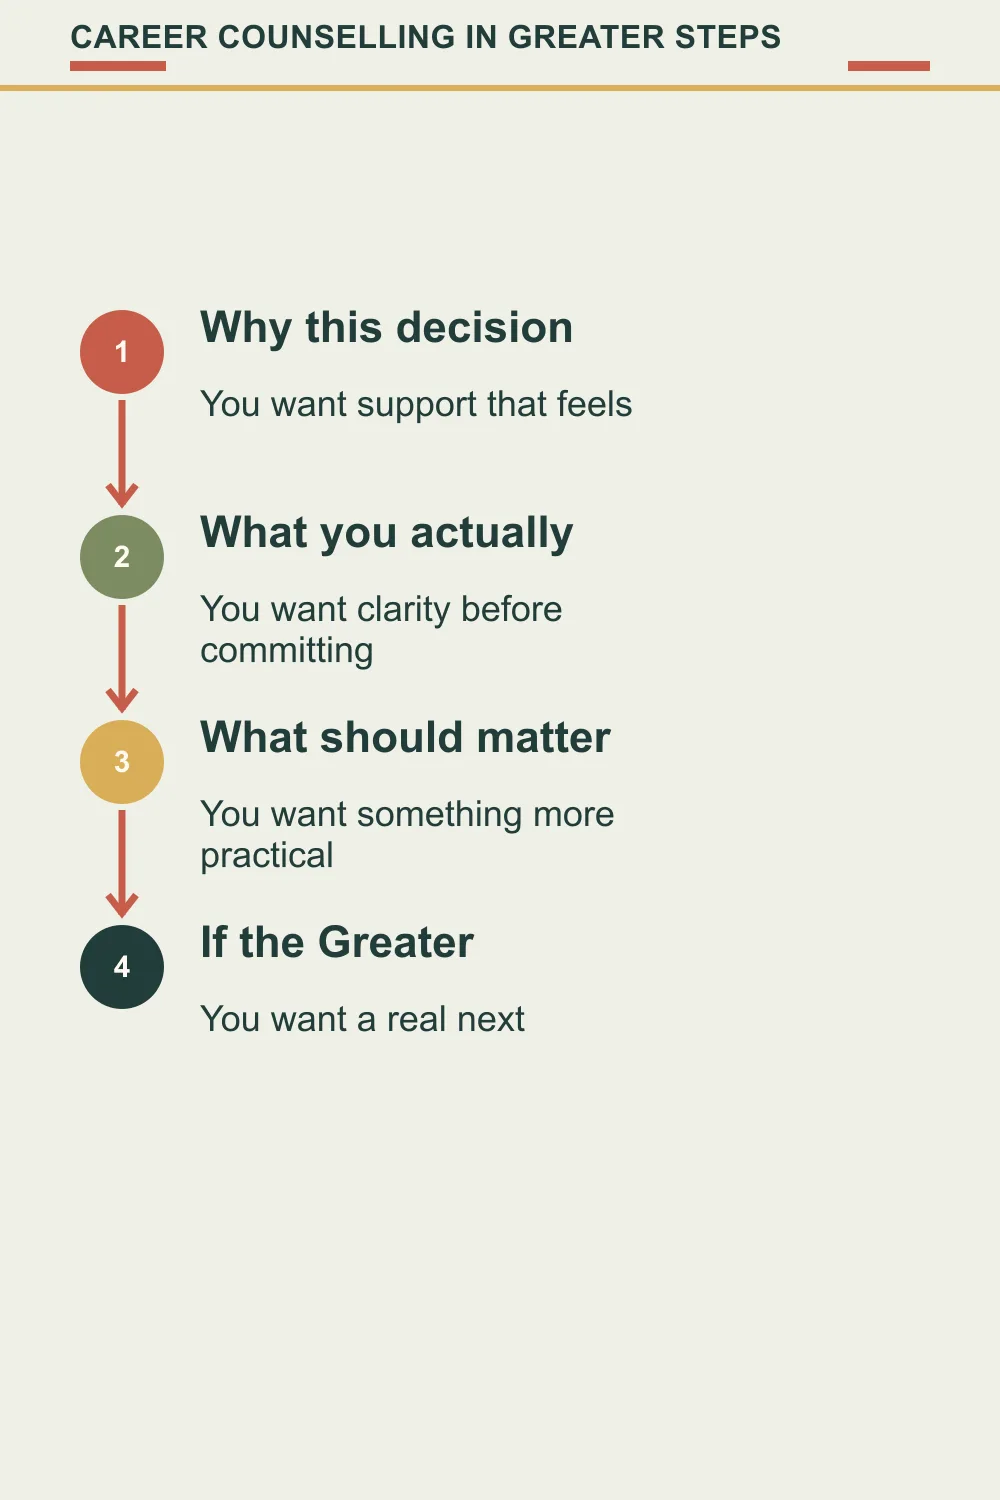 CAREER COUNSELLING IN GREATER STEPS
1
Why this decision
You want support that feels
2
What you actually
You want clarity before
committing
3
What should matter
You want something more
practical
4
If the Greater
You want a real next